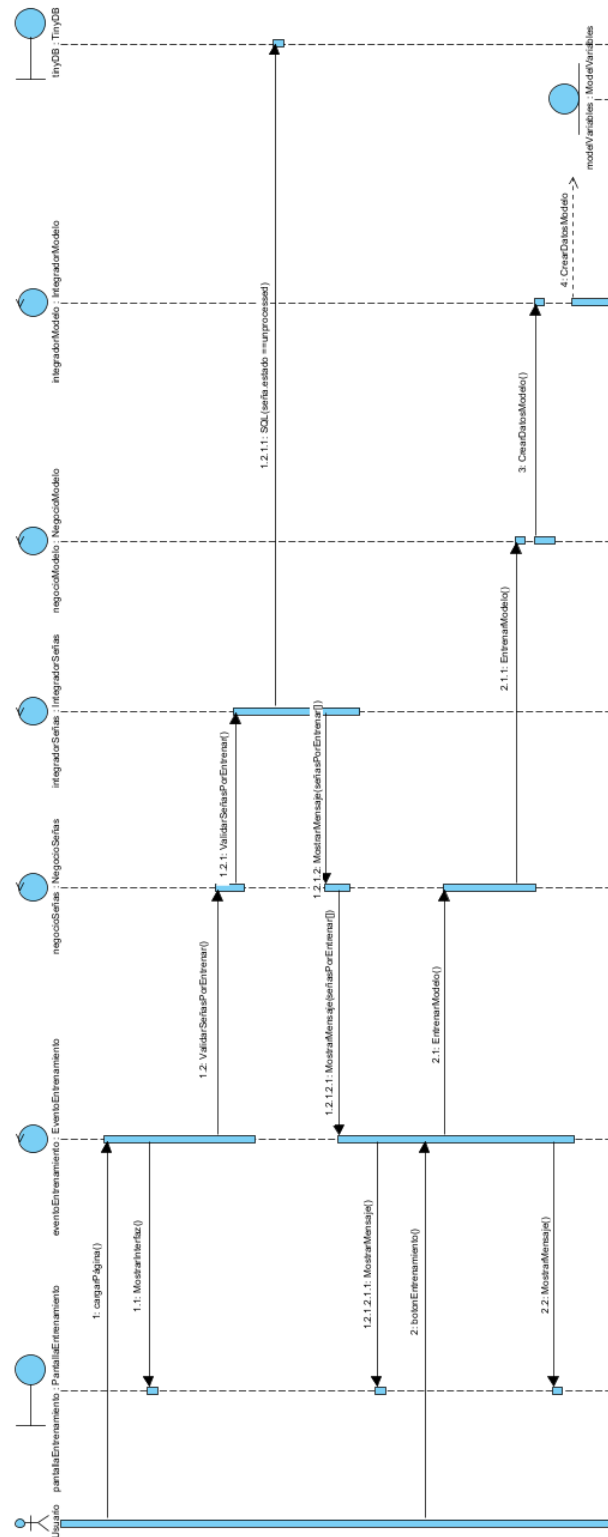 Usuario
pantallaEntrenamiento : PantallaEntrenamiento
eventoEntrenamiento : EventoEntrenamiento
negocioSeñas : NegocioSeñas
integradorSeñas : IntegradorSeñas
negocioModelo : NegocioModelo
integradorModelo : IntegradorModelo
tinyDB : TinyDB
1: cargarPágina()
1.1: MostrarInterfaz()
1.2: ValidarSeñasPorEntrenar()
1.2.1: ValidarSeñasPorEntrenar()
1.2.1.1: SQL(seña.estado ==unprocessed)
1.2.1.2: MostrarMensaje(señasPorEntrenar[])
1.2.1.2.1: MostrarMensaje(señasPorEntrenar[])
1.2.1.2.1.1: MostrarMensaje()
2: botonEntrenamiento()
2.1: EntrenarModelo()
2.1.1: EntrenarModelo()
3: CrearDatosModelo()
2.2: MostrarMensaje()
4: CrearDatosModelo
modelVariables : ModelVariables